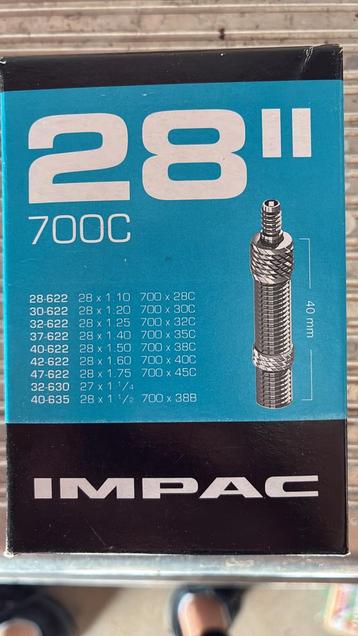 28"
700C
28-622 28 x 1.10 700 x 28C
30-622 28 x 1.20 700 x 30C
32-622 28 x 1.25 700 x 32C
37-622 28 x 1.40 700 x 35C
40-622 28 x 1.50 700 x 38C
42-622 28 x 1.60 700 x 40C
47-622 28 x 1.75 700 x 45C
32-630 27 x 1 1/4
40-635 28 x 1 1/2 700 x 38B
40 mm
IMPAC